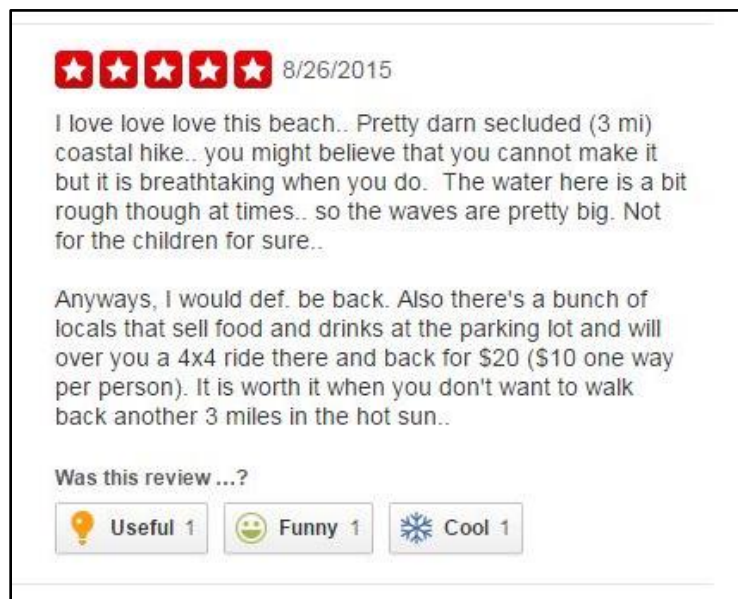 8/26/2015
I love love love this beach.. Pretty darn secluded (3 mi)
coastal hike.. you might believe that you cannot make it
but it is breathtaking when you do.  The water here is a bit
rough though at times.. so the waves are pretty big. Not
for the children for sure..
Anyways, I would def. be back. Also there's a bunch of
locals that sell food and drinks at the parking lot and will
over you a 4x4 ride there and back for $20 ($10 one way
per person). It is worth it when you don't want to walk
back another 3 miles in the hot sun..
Was this review ...?
Useful 1 Funny 1 Cool 1